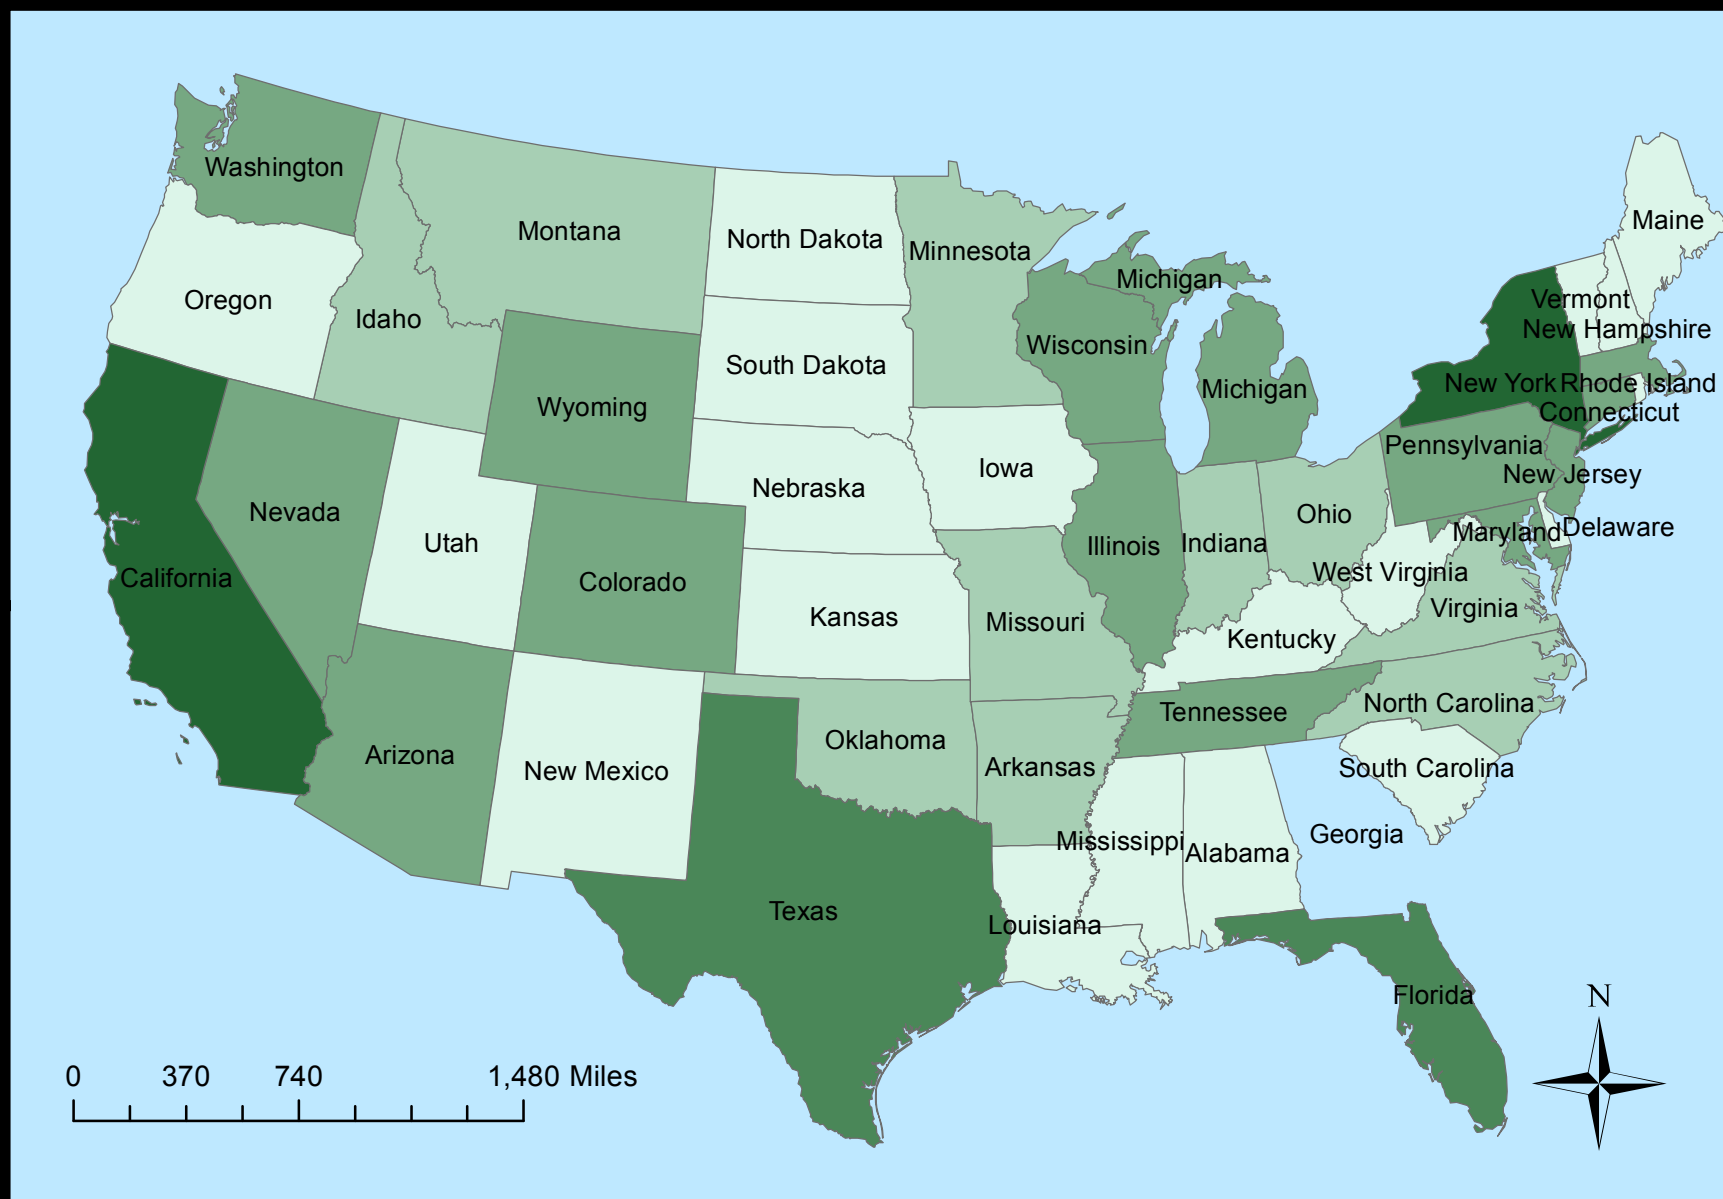 Washington
Montana
North Dakota
Minnesota
Michigan
Maine
Oregon
Idaho
Vermont
New Hampshire
Wisconsin
South Dakota
Wyoming
Michigan
New York
Rhode Island
Connecticut
Pennsylvania
New Jersey
Iowa
Nebraska
Nevada
Utah
Ohio
Maryland
Delaware
Illinois
Indiana
California
Colorado
West Virginia
Virginia
Kansas
Missouri
Kentucky
North Carolina
Tennessee
Oklahoma
Arizona
New Mexico
Arkansas
South Carolina
Georgia
Mississippi
Alabama
Texas
Louisiana
Florida
N
0 370 740 1,480 Miles